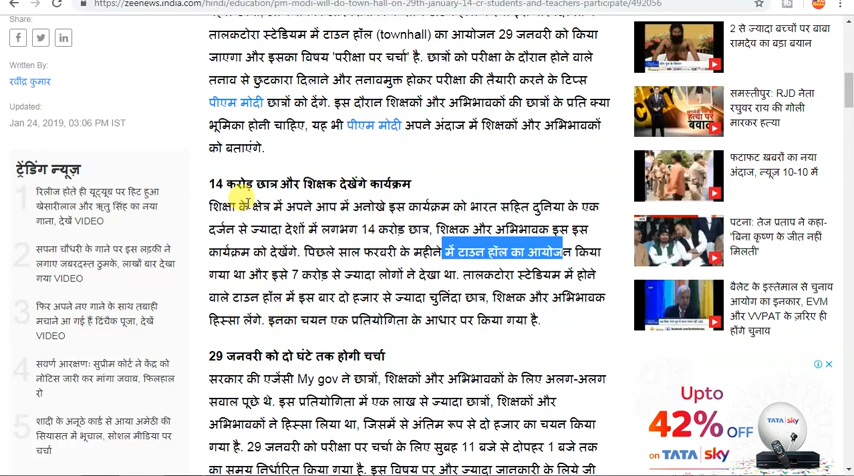 https://zeenews.india.com/hindi/education/pm-modi-will-do-town-hall-on-29th-january-14-cr-students-and-teachers-participate/492056
Share:
Written By:
रवींद्र कुमार
Updated:
Jan 24, 2019, 03:06 PM IST
ट्रेंडिंग न्यूज़
1
रिलीज होते ही यूट्यूब पर हिट हुआ
खेसारीलाल और ऋतु सिंह का नया
गाना, देखें VIDEO
2
सपना चौधरी के गाने पर इस लड़की ने
लगाए जबरदस्त ठुमके, लाखों बार देखा
गया VIDEO
3
फिर अपने नए गाने के साथ तबाही
मचाने आ गई हैं ढिंचैक पूजा, देखें
VIDEO
4
सवर्ण आरक्षणः सुप्रीम कोर्ट ने केंद्र को
नोटिस जारी कर मांगा जवाब, फिलहाल
रो
5
शादी के अनूठे कार्ड से आया अमेठी की
सियासत में भूचाल, सोशल मीडिया पर
चर्चा
तालकटोरा स्टेडियम में टाउन हॉल (townhall) का आयोजन 29 जनवरी को किया
जाएगा और इसका विषय 'परीक्षा पर चर्चा' है. छात्रों को परीक्षा के दौरान होने वाले
तनाव से छुटकारा दिलाने और तनावमुक्त होकर परीक्षा की तैयारी करने के टिप्स
पीएम मोदी छात्रों को देंगे. इस दौरान शिक्षकों और अभिभावकों की छात्रों के प्रति क्या
भूमिका होनी चाहिए, यह भी पीएम मोदी अपने अंदाज में शिक्षकों और अभिभावकों
को बताएंगे.
14 करोड़ छात्र और शिक्षक देखेंगे कार्यक्रम
शिक्षा के क्षेत्र में अपने आप में अनोखे इस कार्यक्रम को भारत सहित दुनिया के एक
दर्जन से ज्यादा देशों में लगभग 14 करोड़ छात्र, शिक्षक और अभिभावक इस इस
कार्यक्रम को देखेंगे. पिछले साल फरवरी के महीने में टाउन हॉल का आयोजन किया
गया था और इसे 7 करोड़ से ज्यादा लोगों ने देखा था. तालकटोरा स्टेडियम में होने
वाले टाउन हॉल में इस बार दो हजार से ज्यादा चुनिंदा छात्र, शिक्षक और अभिभावक
हिस्सा लेंगे. इनका चयन एक प्रतियोगिता के आधार पर किया गया है.
29 जनवरी को दो घंटे तक होगी चर्चा
सरकार की एजेंसी My gov ने छात्रों, शिक्षकों और अभिभावकों के लिए अलग-अलग
सवाल पूछे थे. इस प्रतियोगिता में एक लाख से ज्यादा छात्रों, शिक्षकों और
अभिभावकों ने हिस्सा लिया था, जिसमें से अंतिम रूप से दो हजार का चयन किया
गया है. 29 जनवरी को परीक्षा पर चर्चा के लिए सुबह 11 बजे से दोपहर 1 बजे तक
का समय निर्धारित किया गया है. इस विषय पर और ज्यादा जानकारी के लिये जी
2 से ज्यादा बच्चों पर बाबा
रामदेव का बड़ा बयान
समस्तीपुर: RJD नेता
रघुवर राय की गोली
मारकर हत्या
फटाफट ख़बरों का नया
अंदाज़, न्यूज़ 10-10 में
पटना: तेज प्रताप ने कहा-
'बिना कृष्ण के जीत नहीं
मिलती'
बैलेट के इस्तेमाल से चुनाव
आयोग का इनकार, EVM
और VVPAT के ज़रिए ही
होंगे चुनाव
Upto
42% OFF
on TATA sky
TATA
sky